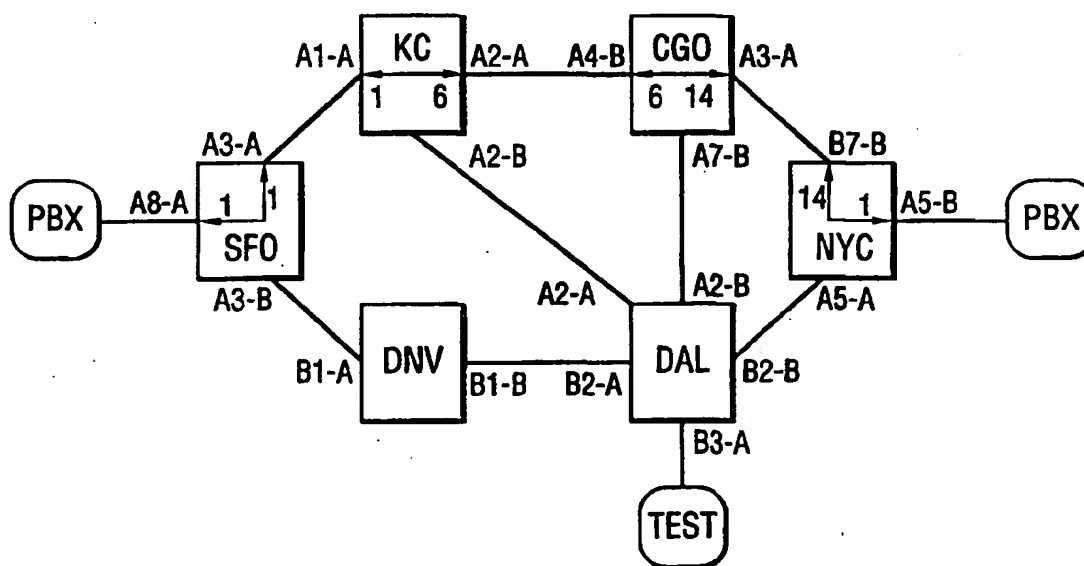 A1-A KC A2-A A4-B CGO A3-A
1 6 6 14
A3-A A2-B A7-B B7-B
PBX A8-A 1 1 14 1 A5-B PBX
SFO NYC
A3-B A2-A A2-B A5-A
B1-A DNV B1-B B2-A DAL B2-B
B3-A
TEST